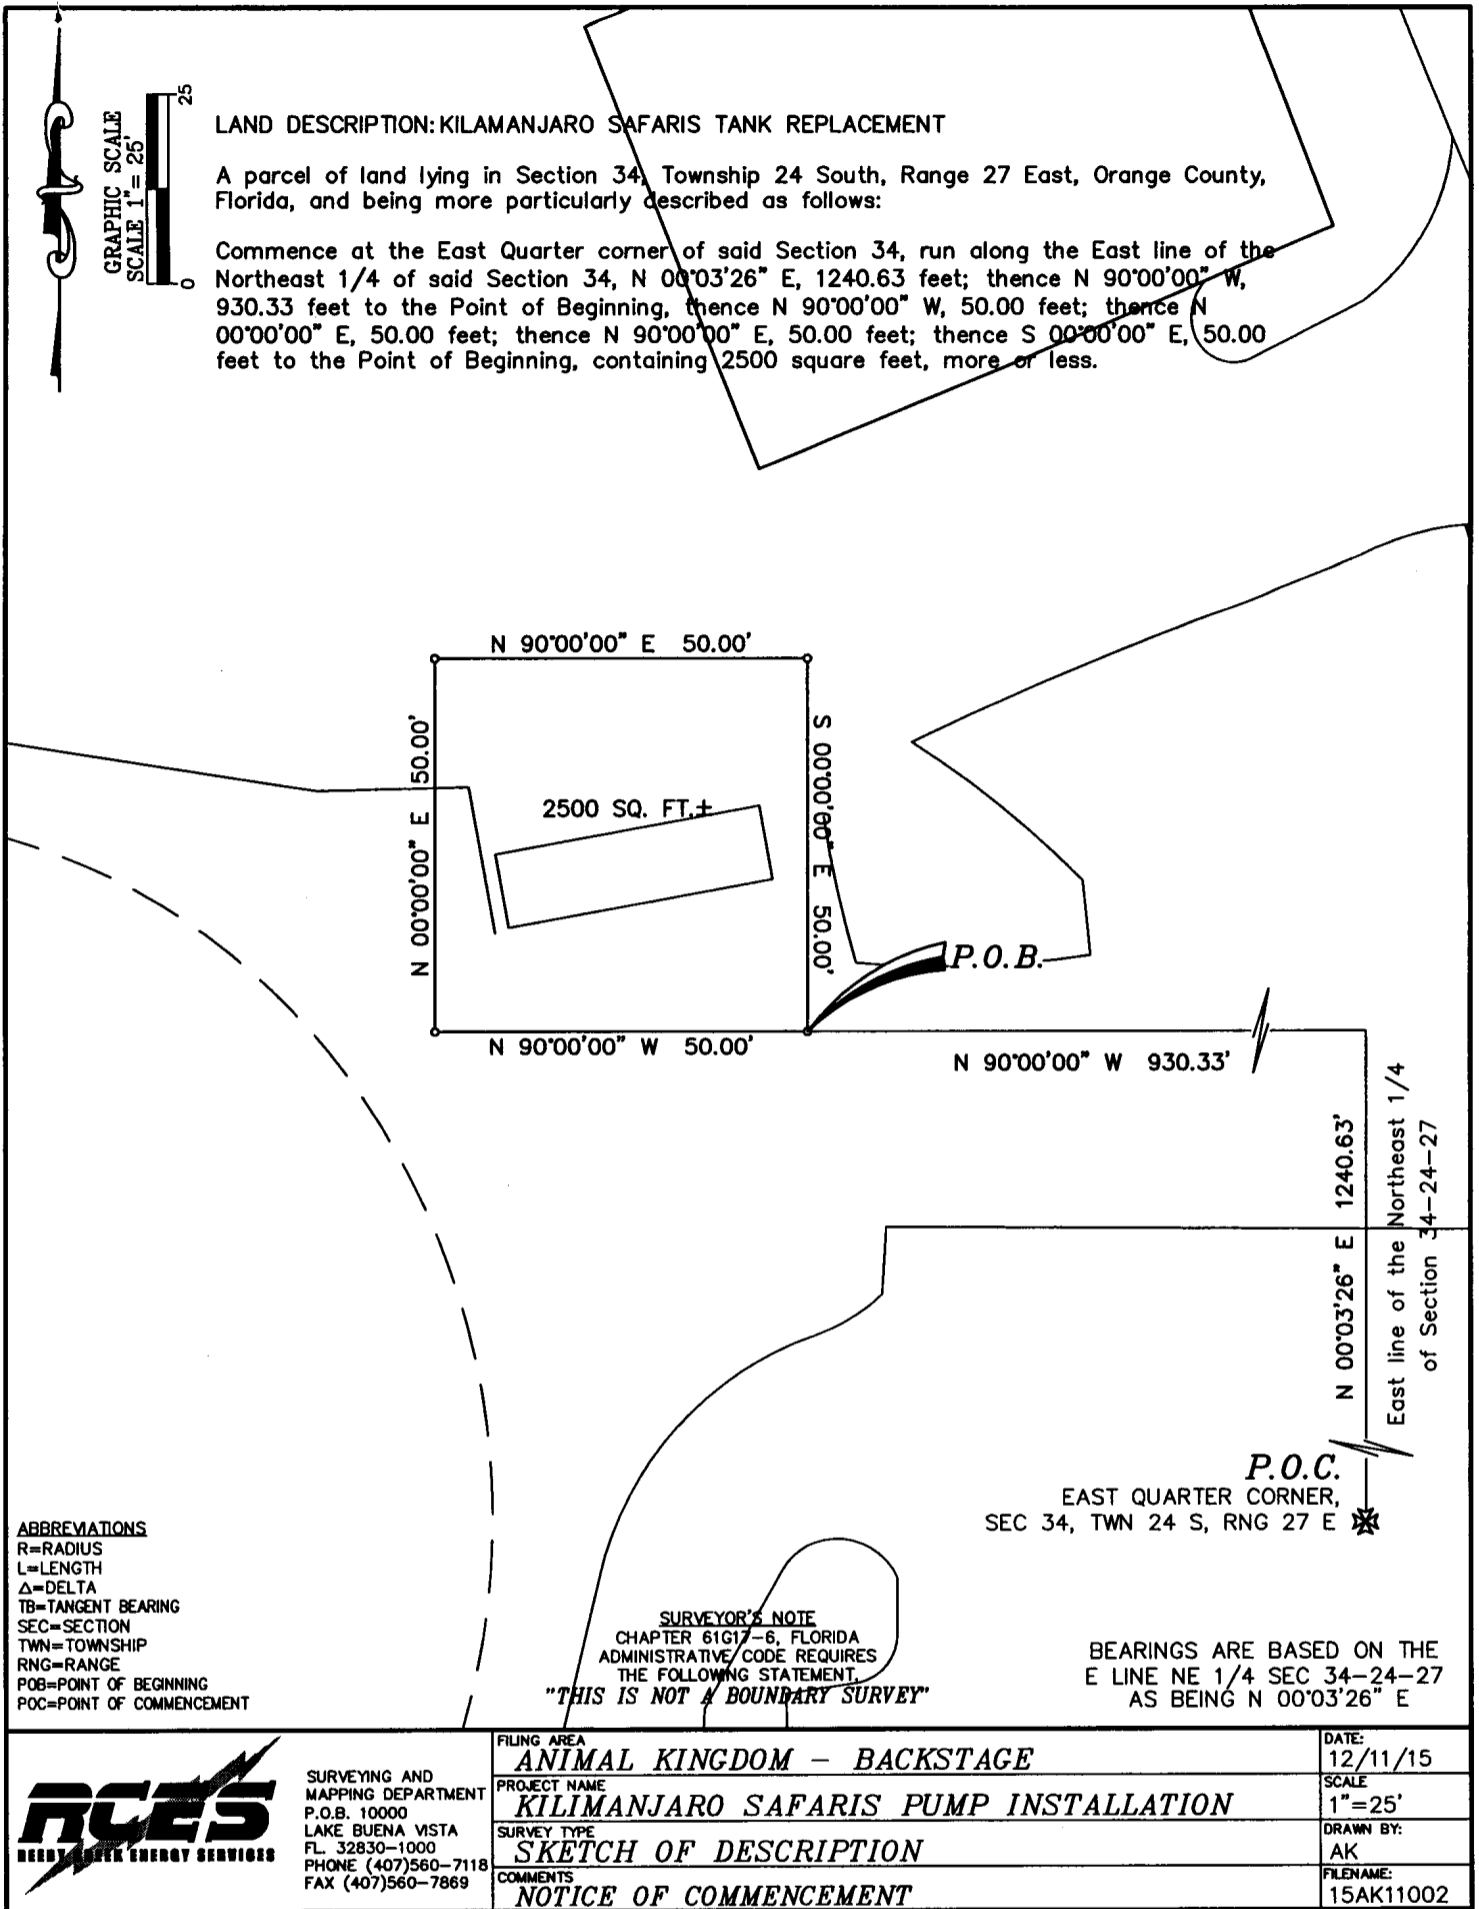 GRAPHIC SCALE
SCALE 1"= 25'
0
25
LAND DESCRIPTION: KILAMANJARO SAFARIS TANK REPLACEMENT
A parcel of land lying in Section 34, Township 24 South, Range 27 East, Orange County,
Florida, and being more particularly described as follows:
Commence at the East Quarter corner of said Section 34, run along the East line of the
Northeast 1/4 of said Section 34, N 00°03'26" E, 1240.63 feet; thence N 90°00'00" W,
930.33 feet to the Point of Beginning, thence N 90°00'00" W, 50.00 feet; thence N
00°00'00" E, 50.00 feet; thence N 90°00'00" E, 50.00 feet; thence S 00°00'00" E, 50.00
feet to the Point of Beginning, containing 2500 square feet, more or less.
N 90°00'00" E 50.00'
N 00°00'00" E 50.00'
2500 SQ. FT.±
S 00°00'00" E 50.00'
P.O.B.
N 90°00'00" W 50.00'
N 90°00'00" W 930.33'
N 00°03'26" E 1240.63'
East line of the Northeast 1/4
of Section 34-24-27
P.O.C.
EAST QUARTER CORNER,
SEC 34, TWN 24 S, RNG 27 E
ABBREVIATIONS
R=RADIUS
L=LENGTH
Δ=DELTA
TB=TANGENT BEARING
SEC=SECTION
TWN=TOWNSHIP
RNG=RANGE
POB=POINT OF BEGINNING
POC=POINT OF COMMENCEMENT
SURVEYOR'S NOTE
CHAPTER 61G17-6, FLORIDA
ADMINISTRATIVE CODE REQUIRES
THE FOLLOWING STATEMENT.
"THIS IS NOT A BOUNDARY SURVEY"
BEARINGS ARE BASED ON THE
E LINE NE 1/4 SEC 34-24-27
AS BEING N 00°03'26" E
RCES
REEDY CREEK ENERGY SERVICES
SURVEYING AND
MAPPING DEPARTMENT
P.O.B. 10000
LAKE BUENA VISTA
FL. 32830-1000
PHONE (407)560-7118
FAX (407)560-7869
FILING AREA
ANIMAL KINGDOM - BACKSTAGE
PROJECT NAME
KILIMANJARO SAFARIS PUMP INSTALLATION
SURVEY TYPE
SKETCH OF DESCRIPTION
COMMENTS
NOTICE OF COMMENCEMENT
DATE:
12/11/15
SCALE
1"=25'
DRAWN BY:
AK
FILENAME:
15AK11002